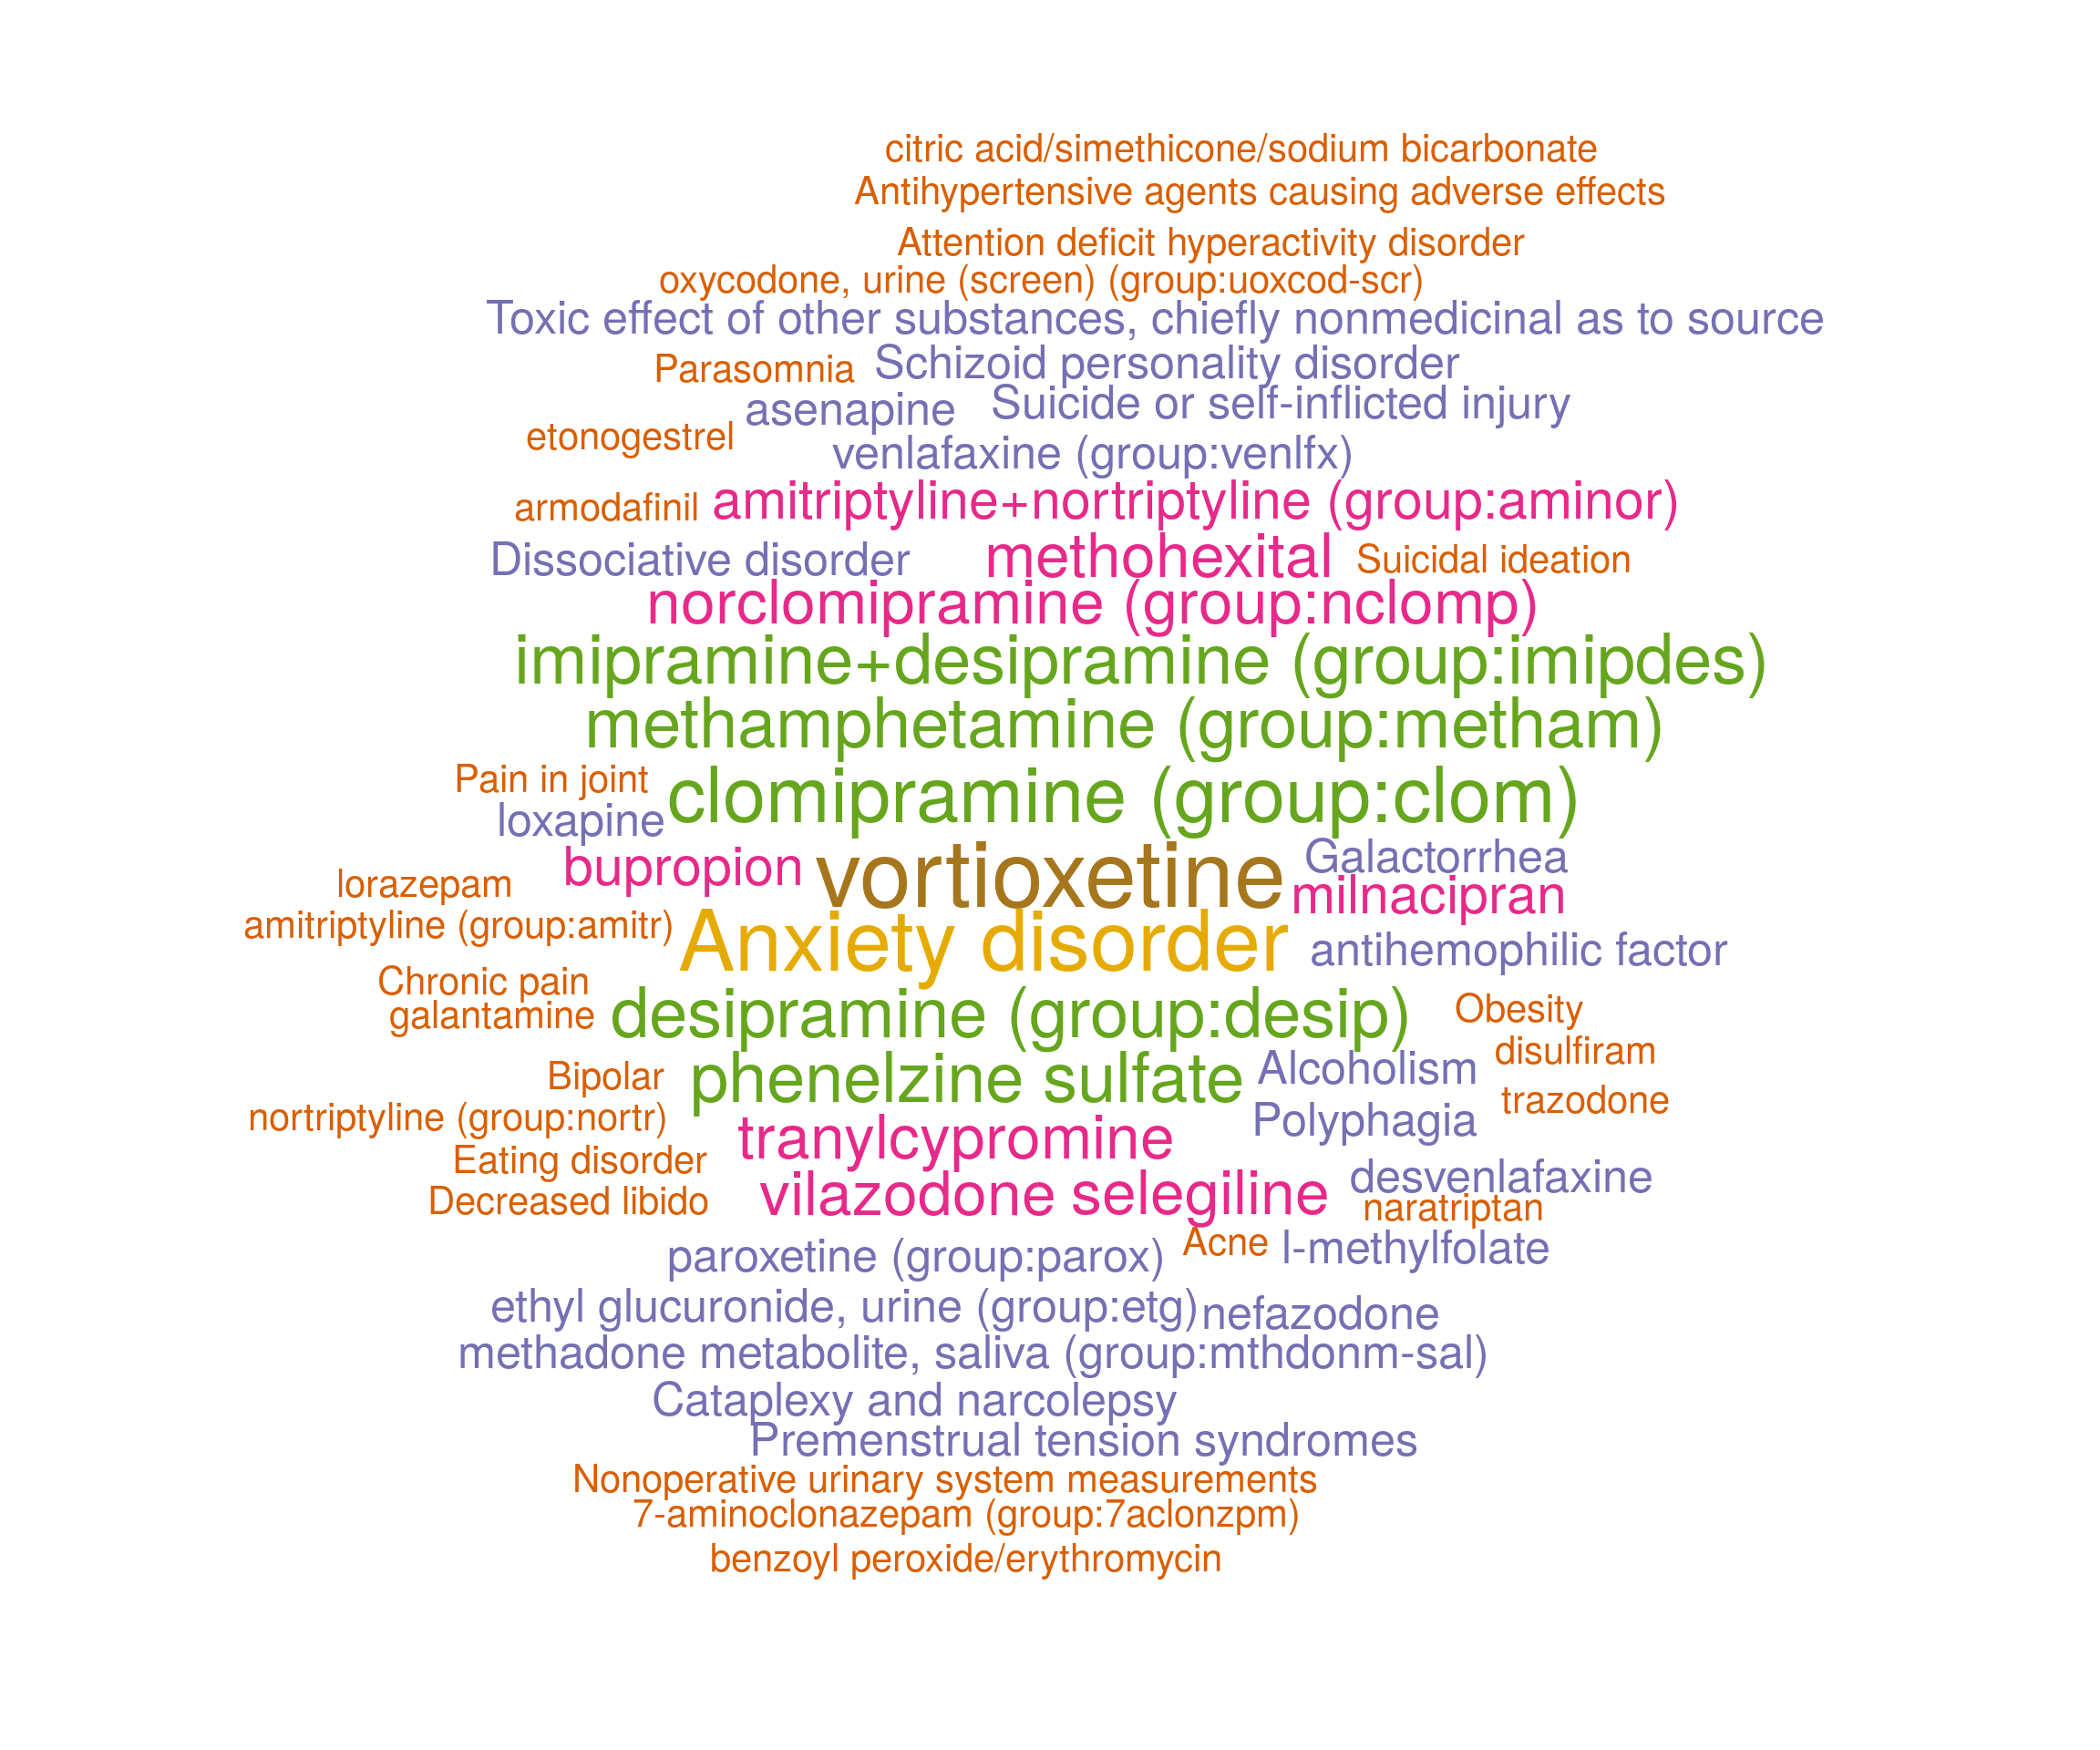 citric acid/simethicone/sodium bicarbonate
Antihypertensive agents causing adverse effects
Attention deficit hyperactivity disorder
oxycodone, urine (screen) (group:uoxcod-scr)
Toxic effect of other substances, chiefly nonmedicinal as to source
Parasomnia
Schizoid personality disorder
asenapine
Suicide or self-inflicted injury
etonogestrel
venlafaxine (group:venlfx)
armodafinil
amitriptyline+nortriptyline (group:aminor)
Dissociative disorder
methohexital
Suicidal ideation
norclomipramine (group:nclomp)
imipramine+desipramine (group:imipdes)
methamphetamine (group:metham)
Pain in joint
clomipramine (group:clom)
loxapine
bupropion
vortioxetine
Galactorrhea
lorazepam
milnacipran
amitriptyline (group:amitr)
Anxiety disorder
antihemophilic factor
Chronic pain
galantamine
desipramine (group:desip)
Obesity
disulfiram
Bipolar
phenelzine sulfate
Alcoholism
trazodone
nortriptyline (group:nortr)
tranylcypromine
Polyphagia
Eating disorder
desvenlafaxine
Decreased libido
vilazodone
selegiline
naratriptan
paroxetine (group:parox)
Acne
l-methylfolate
ethyl glucuronide, urine (group:etg)
nefazodone
methadone metabolite, saliva (group:mthdonm-sal)
Cataplexy and narcolepsy
Premenstrual tension syndromes
Nonoperative urinary system measurements
7-aminoclonazepam (group:7aclonzpm)
benzoyl peroxide/erythromycin